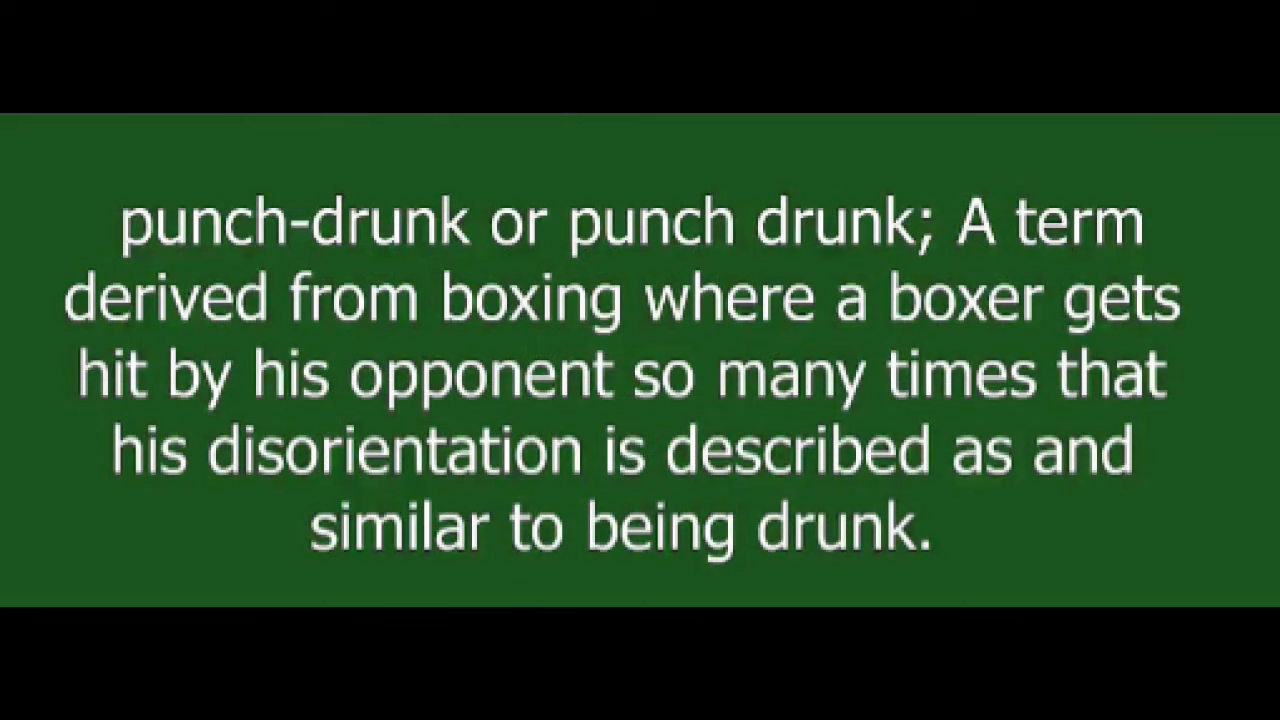 punch-drunk or punch drunk; A term
derived from boxing where a boxer gets
hit by his opponent so many times that
his disorientation is described as and
similar to being drunk.